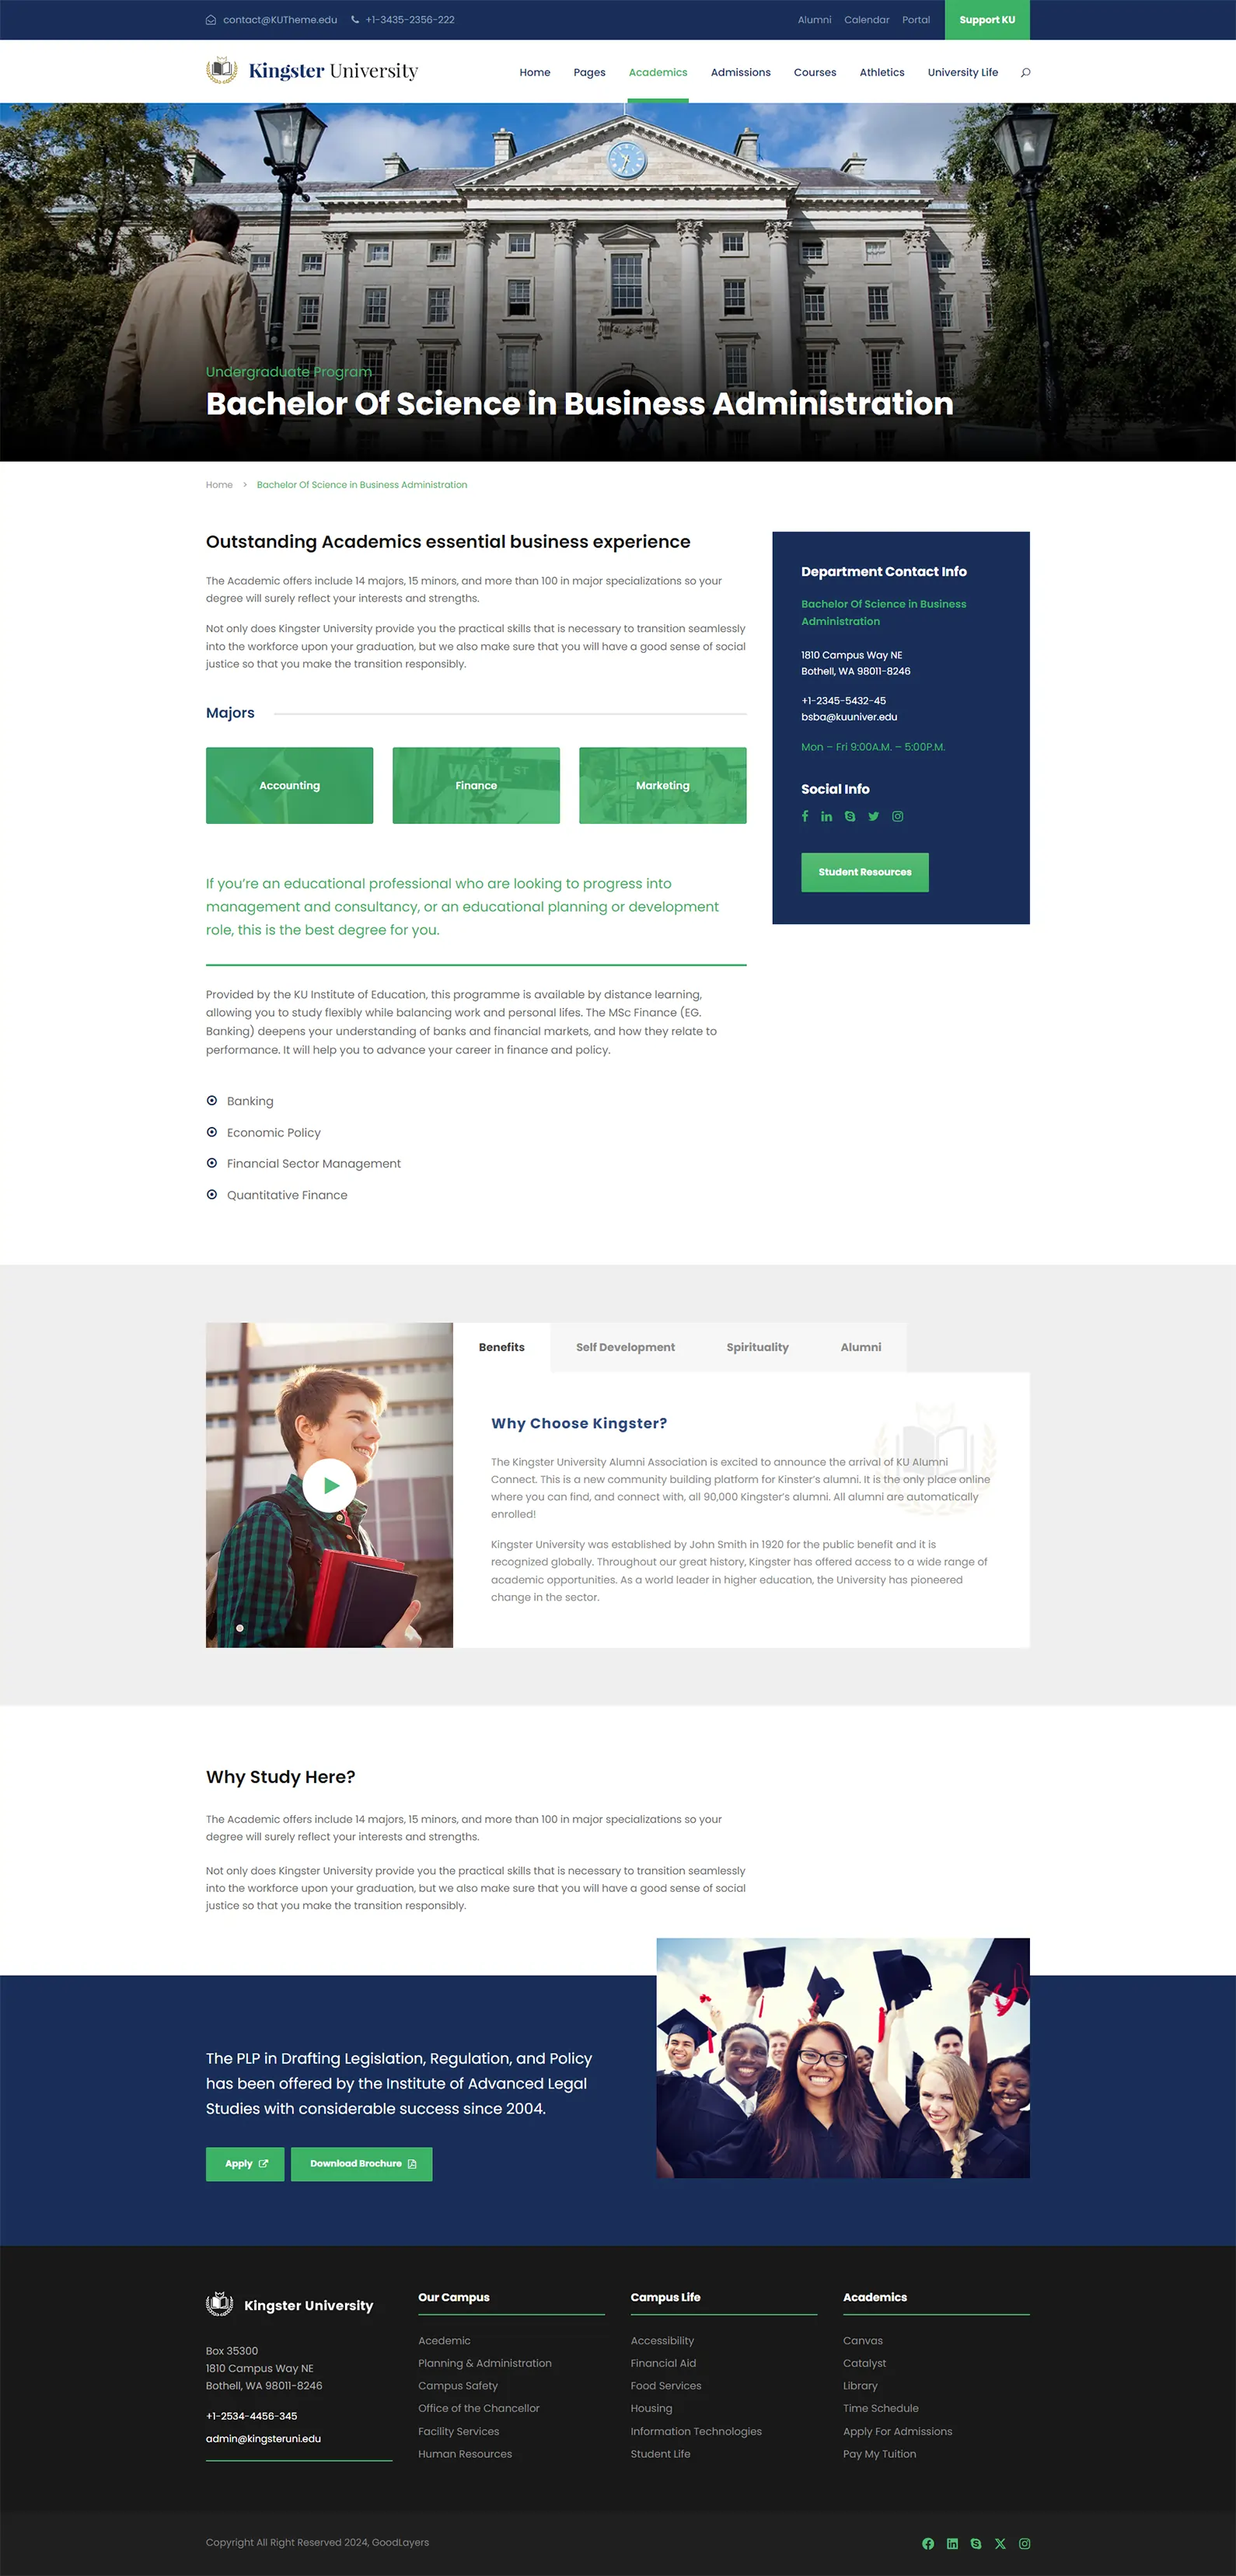 contact@KUTheme.edu
+1-3435-2356-222
Alumni
Calendar
Portal
Support KU
Kingster University
Home
Pages
Academics
Admissions
Courses
Athletics
University Life
Undergraduate Program
Bachelor Of Science in Business Administration
Home > Bachelor Of Science in Business Administration
Outstanding Academics essential business experience
The Academic offers include 14 majors, 15 minors, and more than 100 in major specializations so your
degree will surely reflect your interests and strengths.
Not only does Kingster University provide you the practical skills that is necessary to transition seamlessly
into the workforce upon your graduation, but we also make sure that you will have a good sense of social
justice so that you make the transition responsibly.
Majors
Accounting
WALL ST
Finance
Marketing
If you're an educational professional who are looking to progress into
management and consultancy, or an educational planning or development
role, this is the best degree for you.
Provided by the KU Institute of Education, this programme is available by distance learning,
allowing you to study flexibly while balancing work and personal lifes. The MSc Finance (EG.
Banking) deepens your understanding of banks and financial markets, and how they relate to
performance. It will help you to advance your career in finance and policy.
Banking
Economic Policy
Financial Sector Management
Quantitative Finance
Department Contact Info
Bachelor Of Science in Business
Administration
1810 Campus Way NE
Bothell, WA 98011-8246
+1-2345-5432-45
bsba@kuuniver.edu
Mon – Fri 9:00A.M. – 5:00P.M.
Social Info
Student Resources
Benefits
Self Development
Spirituality
Alumni
Why Choose Kingster?
The Kingster University Alumni Association is excited to announce the arrival of KU Alumni
Connect. This is a new community building platform for Kinster's alumni. It is the only place online
where you can find, and connect with, all 90,000 Kingster's alumni. All alumni are automatically
enrolled!
Kingster University was established by John Smith in 1920 for the public benefit and it is
recognized globally. Throughout our great history, Kingster has offered access to a wide range of
academic opportunities. As a world leader in higher education, the University has pioneered
change in the sector.
Why Study Here?
The Academic offers include 14 majors, 15 minors, and more than 100 in major specializations so your
degree will surely reflect your interests and strengths.
Not only does Kingster University provide you the practical skills that is necessary to transition seamlessly
into the workforce upon your graduation, but we also make sure that you will have a good sense of social
justice so that you make the transition responsibly.
The PLP in Drafting Legislation, Regulation, and Policy
has been offered by the Institute of Advanced Legal
Studies with considerable success since 2004.
Apply
Download Brochure
Kingster University
Box 35300
1810 Campus Way NE
Bothell, WA 98011-8246
+1-2534-4456-345
admin@kingsteruni.edu
Our Campus
Acedemic
Planning & Administration
Campus Safety
Office of the Chancellor
Facility Services
Human Resources
Campus Life
Accessibility
Financial Aid
Food Services
Housing
Information Technologies
Student Life
Academics
Canvas
Catalyst
Library
Time Schedule
Apply For Admissions
Pay My Tuition
Copyright All Right Reserved 2024, GoodLayers